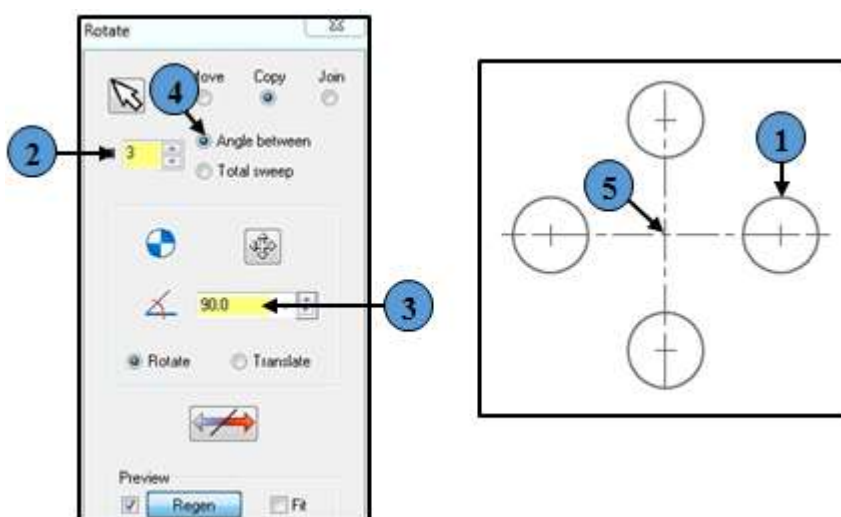 Rotate
Move Copy Join
4
1
2
3
Angle between
Total sweep
5
90.0
3
Rotate Translate
Preview
Regen Fit